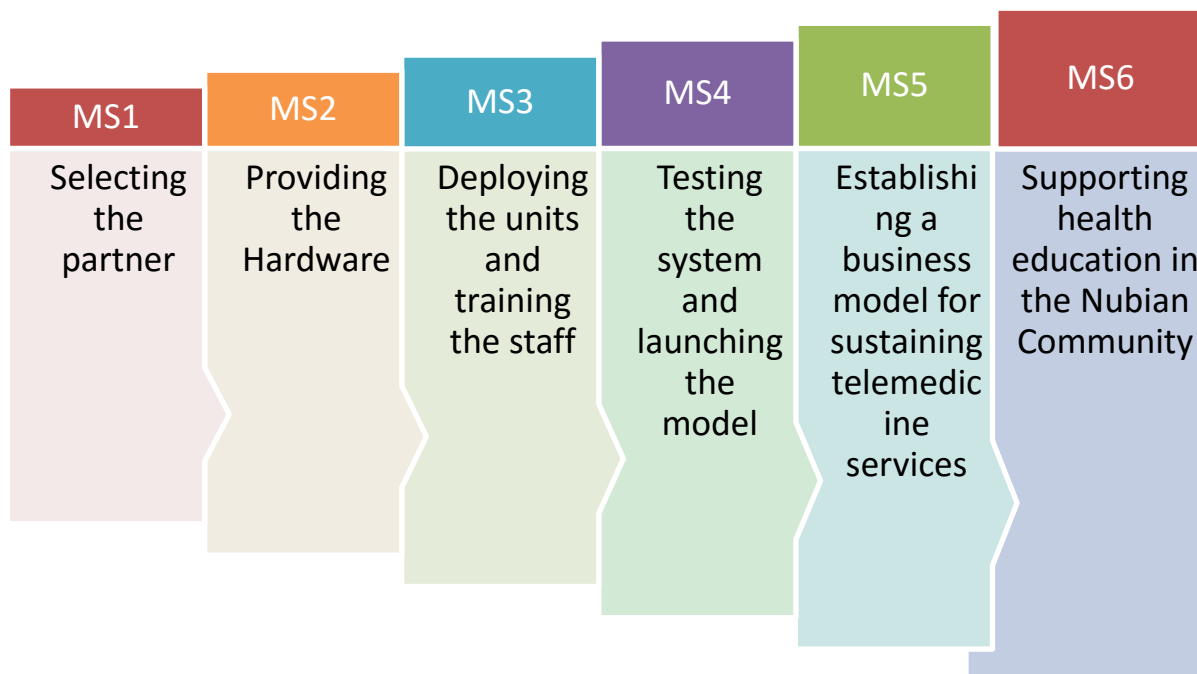 MS1
Selecting
the
partner
MS2
Providing
the
Hardware
MS3
Deploying
the units
and
training
the staff
MS4
Testing
the
system
and
launching
the
model
MS5
Establishi
ng a
business
model for
sustaining
telemedic
ine
services
MS6
Supporting
health
education in
the Nubian
Community